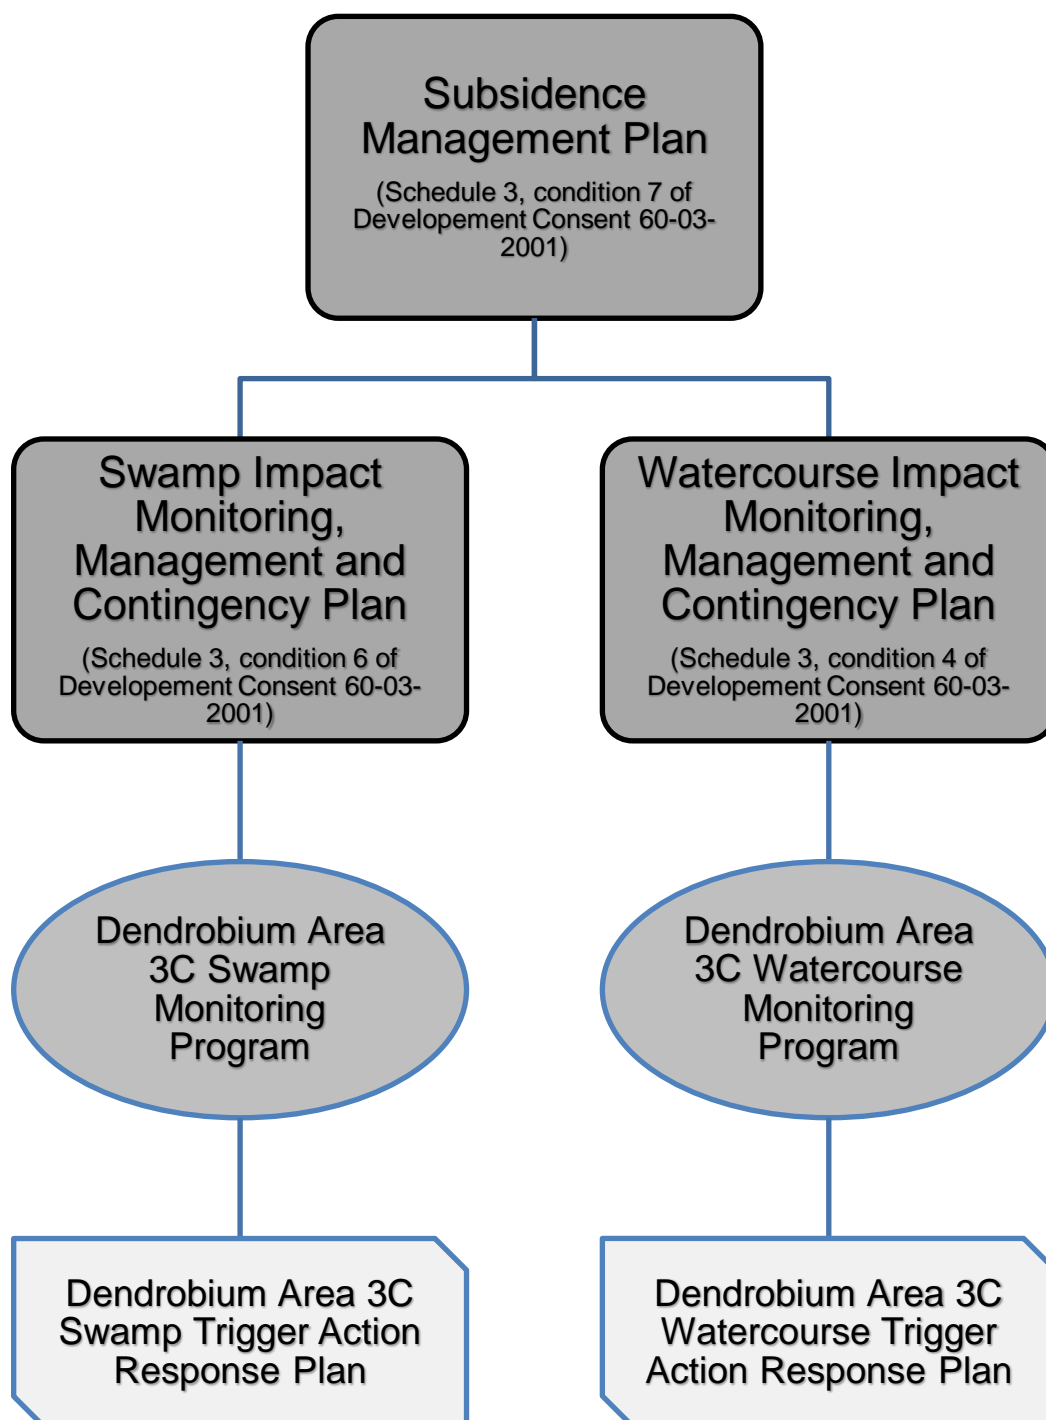 Subsidence
Management Plan
(Schedule 3, condition 7 of
Developement Consent 60-03-
2001)
Swamp Impact
Monitoring,
Management and
Contingency Plan
(Schedule 3, condition 6 of
Developement Consent 60-03-
2001)
Watercourse Impact
Monitoring,
Management and
Contingency Plan
(Schedule 3, condition 4 of
Developement Consent 60-03-
2001)
Dendrobium Area
3C Swamp
Monitoring
Program
Dendrobium Area
3C Watercourse
Monitoring
Program
Dendrobium Area 3C
Swamp Trigger Action
Response Plan
Dendrobium Area 3C
Watercourse Trigger
Action Response Plan